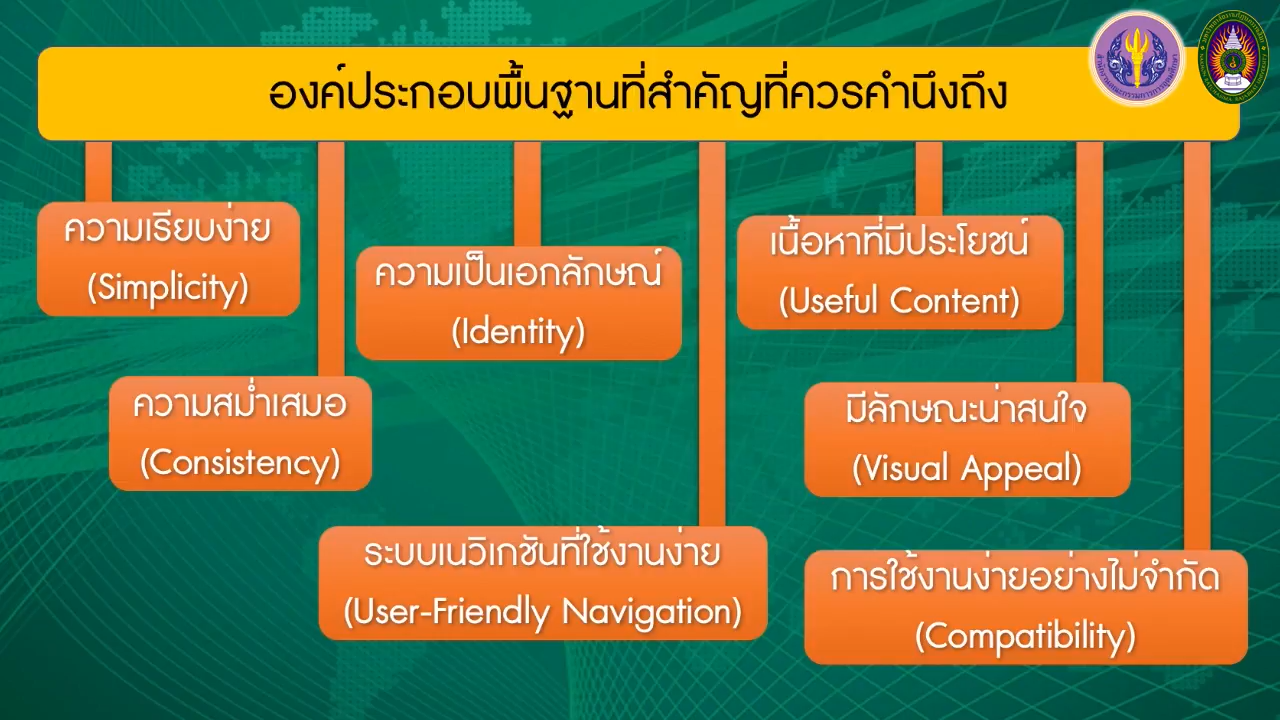 องค์ประกอบพื้นฐานที่สำคัญที่ควรคำนึงถึง
ความเรียบง่าย
(Simplicity)
ความสม่ำเสมอ
(Consistency)
ความเป็นเอกลักษณ์
(Identity)
ระบบเนวิเกชันที่ใช้งานง่าย
(User-Friendly Navigation)
เนื้อหาที่มีประโยชน์
(Useful Content)
มีลักษณะน่าสนใจ
(Visual Appeal)
การใช้งานง่ายอย่างไม่จำกัด
(Compatibility)